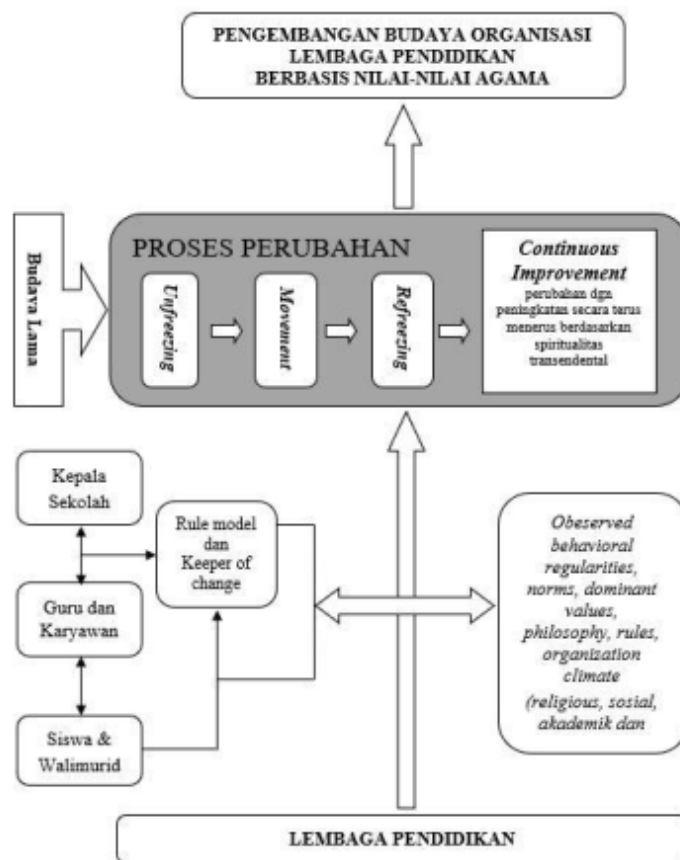 PENGEMBANGAN BUDAYA ORGANISASI
LEMBAGA PENDIDIKAN
BERBASIS NILAI-NILAI AGAMA
Budaya Lama
PROSES PERUBAHAN
Unfreezing
Movement
Refreezing
Continuous
Improvement
perubahan dgn
peningkatan secara terus
menerus berdasarkan
spiritualitas
transendental
Kepala
Sekolah
Rule model
dan
Keeper of
change
Guru dan
Karyawan
Siswa &
Walimurid
Obeserved
behavioral
regularities,
norms, dominant
values,
philosophy, rules,
organization
climate
(religious, sosial,
akademik dan
LEMBAGA PENDIDIKAN